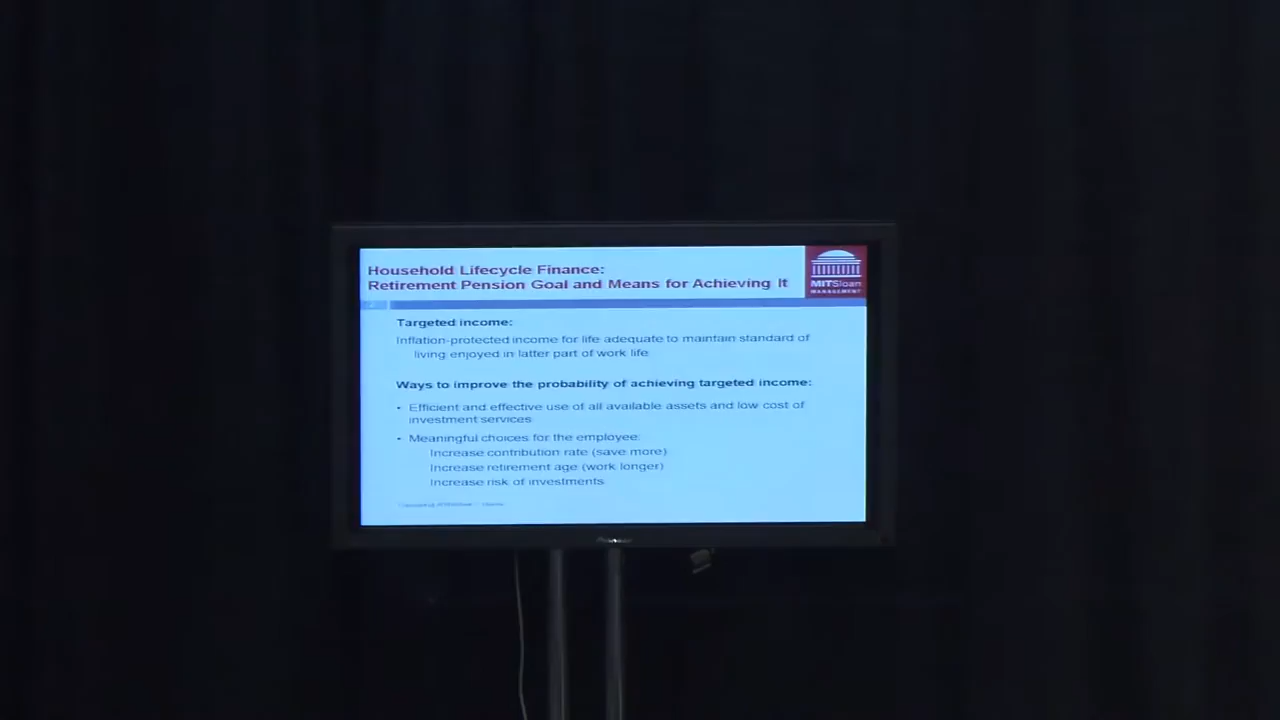 Household Lifecycle Finance:
Retirement Pension Goal and Means for Achieving It
MITSloan
MANAGEMENT
Targeted income:
Inflation-protected income for life adequate to maintain standard of
living enjoyed in latter part of work life
Ways to improve the probability of achieving targeted income:
• Efficient and effective use of all available assets and low cost of
investment services
• Meaningful choices for the employee:
Increase contribution rate (save more)
Increase retirement age (work longer)
Increase risk of investments
Pioneer